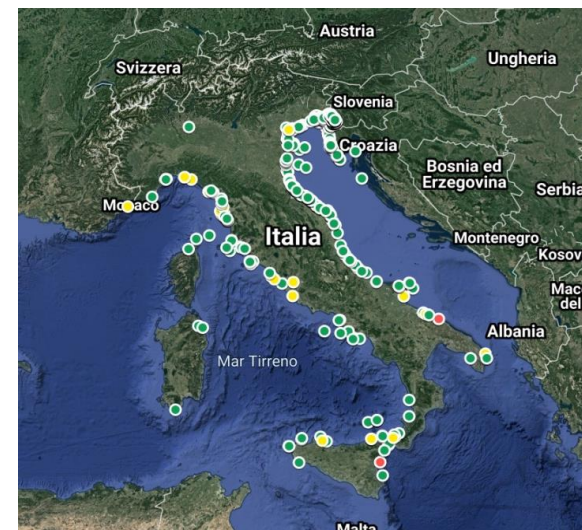 Austria
Ungheria
Svizzera
Slovenia
Croazia
Bosnia ed
Erzegovina
Serbia
Monaco
Italia
Montenegro
Kosov
Mac
del
Albania
Mar Tirreno
Malta